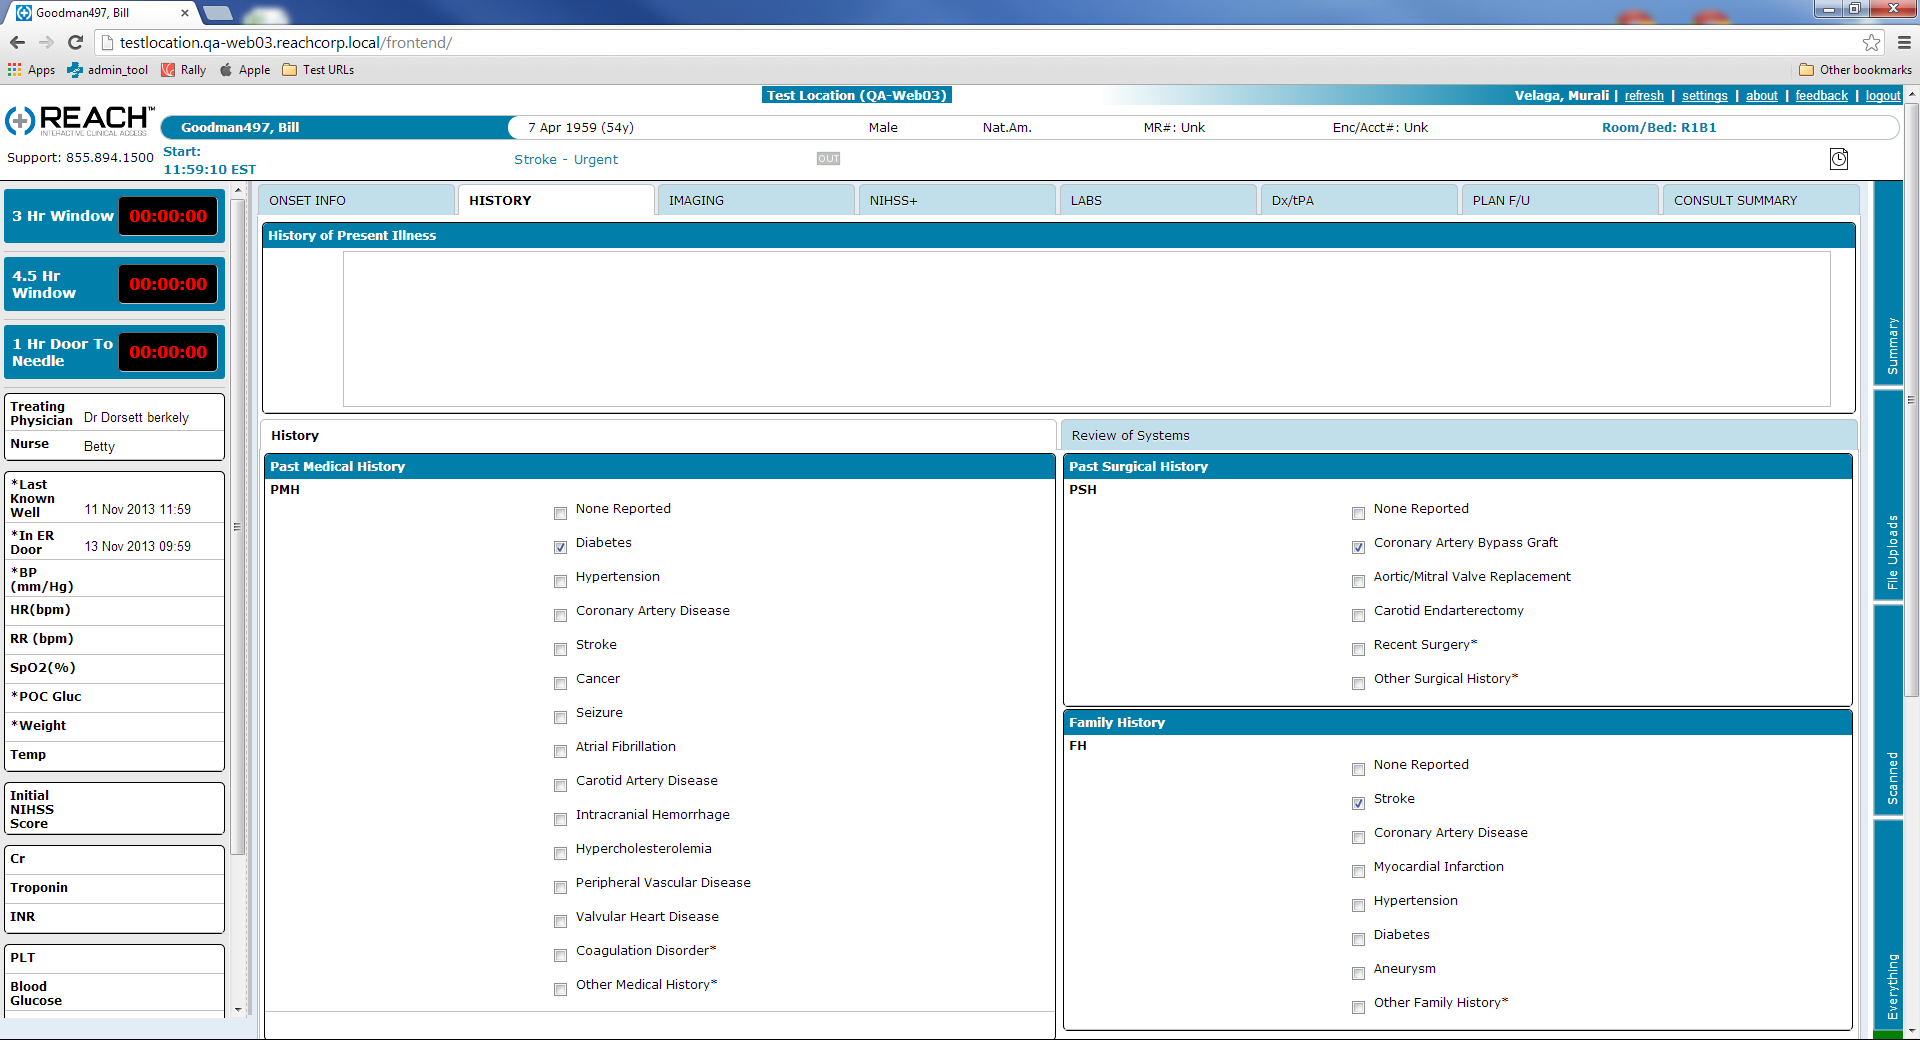 Goodman497, Bill
testlocation.qa-web03.reachcorp.local/frontend/
Apps admin_tool Rally Apple Test URLs Other bookmarks
Test Location (QA-Web03)
Velaga, Murali | refresh | settings | about | feedback | logout
REACH™
INTERACTIVE CLINICAL ACCESS
Goodman497, Bill 7 Apr 1959 (54y) Male Nat.Am. MR#: Unk Enc/Acct#: Unk Room/Bed: R1B1
Support: 855.894.1500
Start:
11:59:10 EST
Stroke - Urgent
OUT
3 Hr Window 00:00:00
4.5 Hr
Window
00:00:00
1 Hr Door To
Needle
00:00:00
Treating
Physician Dr Dorsett berkely
Nurse Betty
*Last
Known
Well 11 Nov 2013 11:59
*In ER
Door 13 Nov 2013 09:59
*BP
(mm/Hg)
HR(bpm)
RR (bpm)
SpO2(%)
*POC Gluc
*Weight
Temp
Initial
NIHSS
Score
Cr
Troponin
INR
PLT
Blood
Glucose
ONSET INFO HISTORY IMAGING NIHSS+ LABS Dx/tPA PLAN F/U CONSULT SUMMARY
History of Present Illness
History
Review of Systems
Past Medical History
PMH
None Reported
Diabetes
Hypertension
Coronary Artery Disease
Stroke
Cancer
Seizure
Atrial Fibrillation
Carotid Artery Disease
Intracranial Hemorrhage
Hypercholesterolemia
Peripheral Vascular Disease
Valvular Heart Disease
Coagulation Disorder*
Other Medical History*
Past Surgical History
PSH
None Reported
Coronary Artery Bypass Graft
Aortic/Mitral Valve Replacement
Carotid Endarterectomy
Recent Surgery*
Other Surgical History*
Family History
FH
None Reported
Stroke
Coronary Artery Disease
Myocardial Infarction
Hypertension
Diabetes
Aneurysm
Other Family History*
Summary
File Uploads
Scanned
Everything